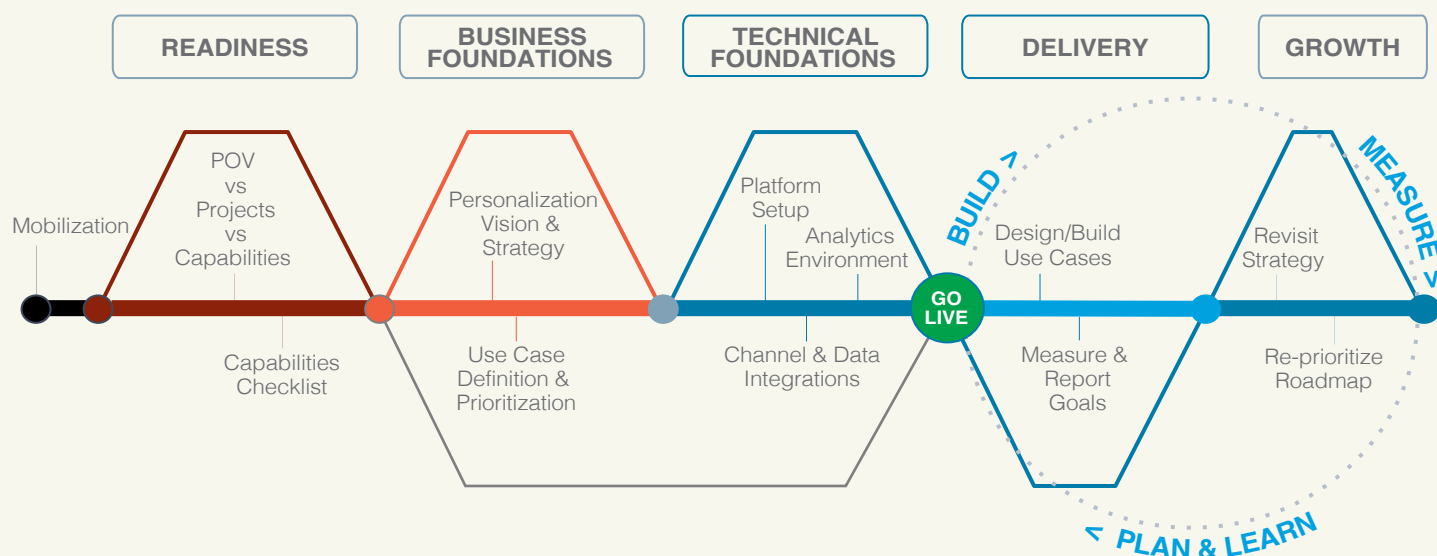 READINESS
BUSINESS
FOUNDATIONS
TECHNICAL
FOUNDATIONS
DELIVERY
GROWTH
Mobilization
POV
vs
Projects
vs
Capabilities
Capabilities
Checklist
Personalization
Vision &
Strategy
Use Case
Definition &
Prioritization
Platform
Setup
Analytics
Environment
Channel & Data
Integrations
GO
LIVE
BUILD >
Design/Build
Use Cases
Measure &
Report
Goals
MEASURE >
Revisit
Strategy
Re-prioritize
Roadmap
< PLAN & LEARN